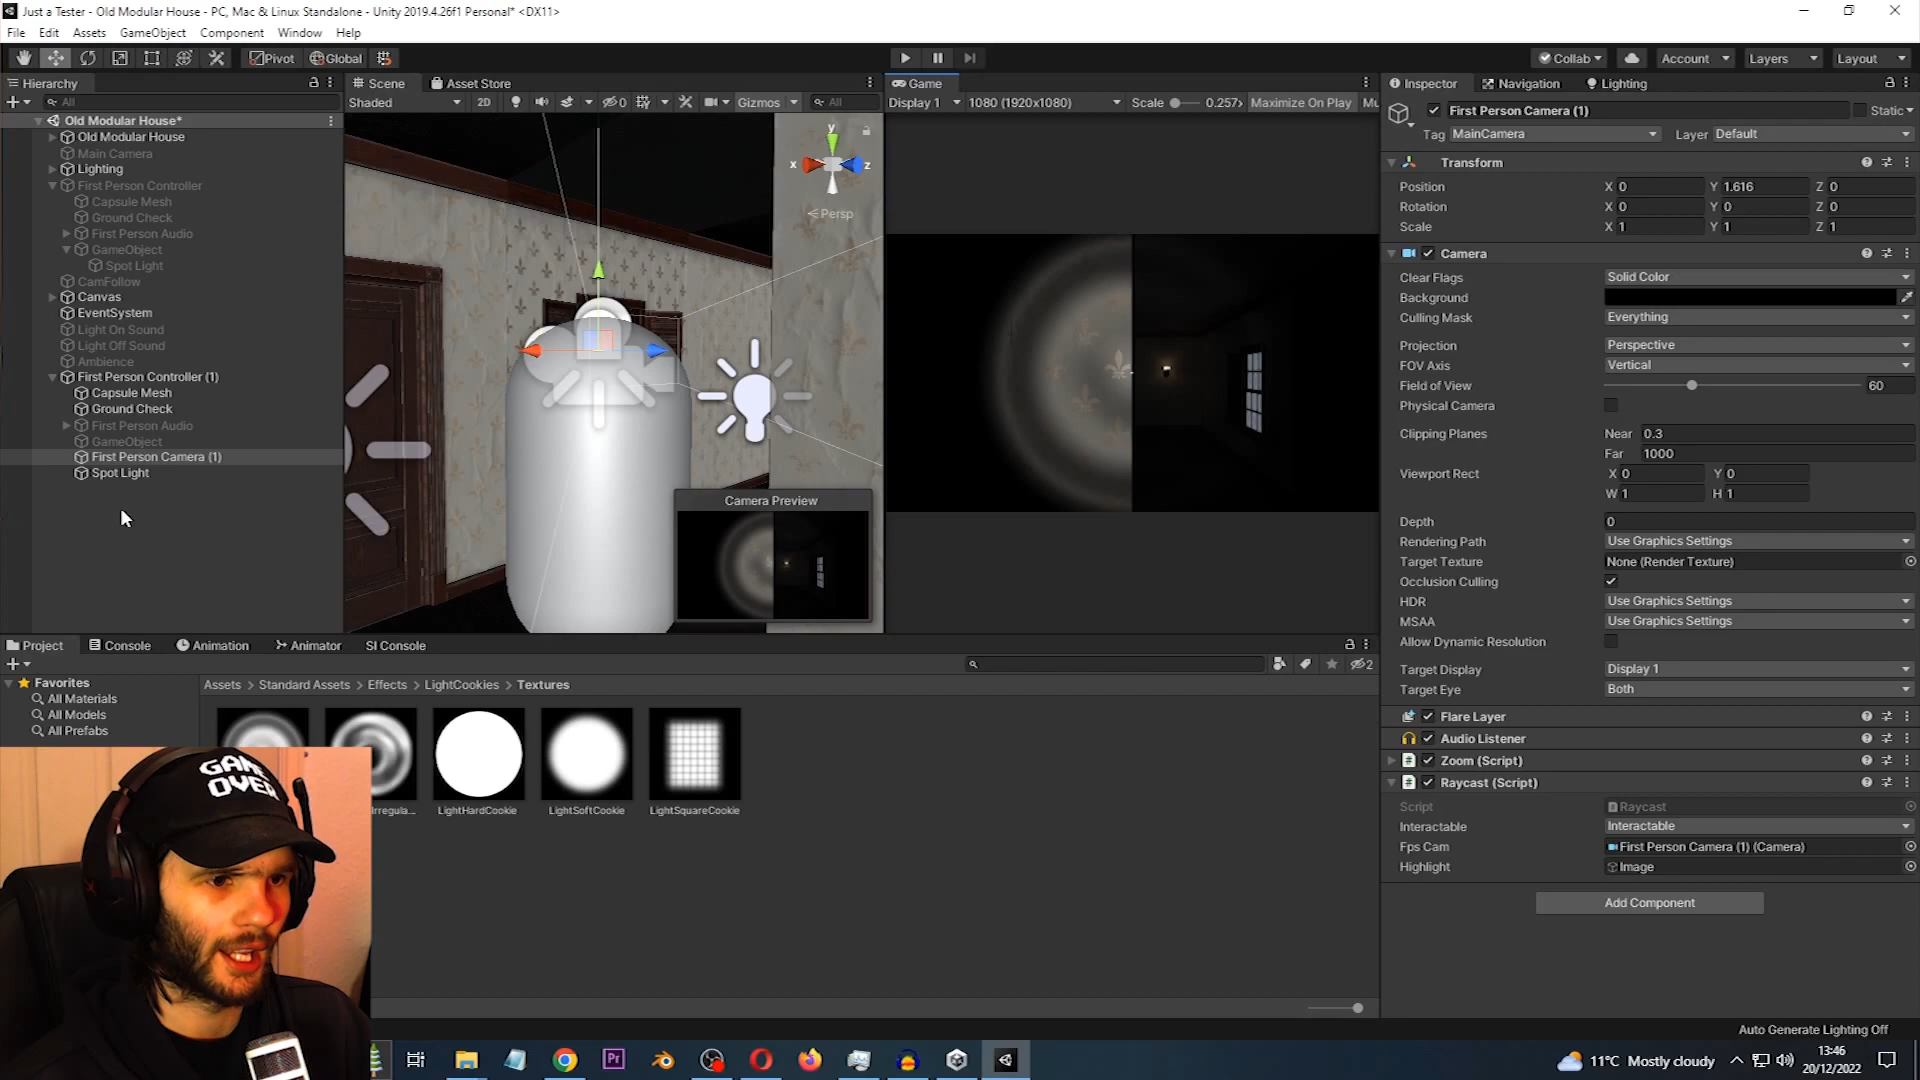 Just a Tester - Old Modular House - PC, Mac & Linux Standalone - Unity 2019.4.26f1 Personal* <DX11>
File Edit Assets GameObject Component Window Help
Pivot Global Collab Account Layers Layout
Hierarchy
All
Old Modular House*
Old Modular House
Main Camera
Lighting
First Person Controller
Capsule Mesh
Ground Check
First Person Audio
GameObject
Spot Light
CamFollow
Canvas
EventSystem
Light On Sound
Light Off Sound
Ambience
First Person Controller (1)
Capsule Mesh
Ground Check
First Person Audio
GameObject
First Person Camera (1)
Spot Light
Scene Asset Store
Shaded 2D 0 Gizmos All
y
x z
Persp
Camera Preview
Game
Display 1 1080 (1920x1080) Scale 0.257x Maximize On Play Mu
Inspector Navigation Lighting
First Person Camera (1) Static
Tag MainCamera Layer Default
Transform
Position X 0 Y 1.616 Z 0
Rotation X 0 Y 0 Z 0
Scale X 1 Y 1 Z 1
Camera
Clear Flags Solid Color
Background
Culling Mask Everything
Projection Perspective
FOV Axis Vertical
Field of View 60
Physical Camera
Clipping Planes Near 0.3
Far 1000
Viewport Rect X 0 Y 0
W 1 H 1
Depth 0
Rendering Path Use Graphics Settings
Target Texture None (Render Texture)
Occlusion Culling
HDR Use Graphics Settings
MSAA Use Graphics Settings
Allow Dynamic Resolution
Target Display Display 1
Target Eye Both
Flare Layer
Audio Listener
Zoom (Script)
Raycast (Script)
Script Raycast
Interactable Interactable
Fps Cam First Person Camera (1) (Camera)
Highlight Image
Add Component
Project Console Animation Animator SI Console
2
Favorites
All Materials
All Models
All Prefabs
Assets > Standard Assets > Effects > LightCookies > Textures
Irregula... LightHardCookie LightSoftCookie LightSquareCookie
GAME
OVER
Auto Generate Lighting Off
Pr
11°C Mostly cloudy
13:46
20/12/2022